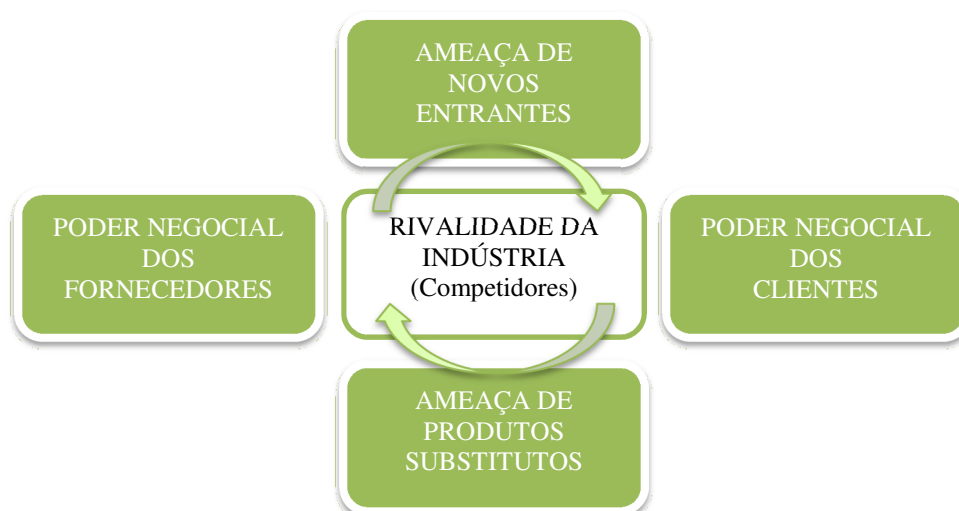 AMEAÇA DE
NOVOS
ENTRANTES
PODER NEGOCIAL
DOS
FORNECEDORES
RIVALIDADE DA
INDÚSTRIA
(Competidores)
PODER NEGOCIAL
DOS
CLIENTES
AMEAÇA DE
PRODUTOS
SUBSTITUTOS